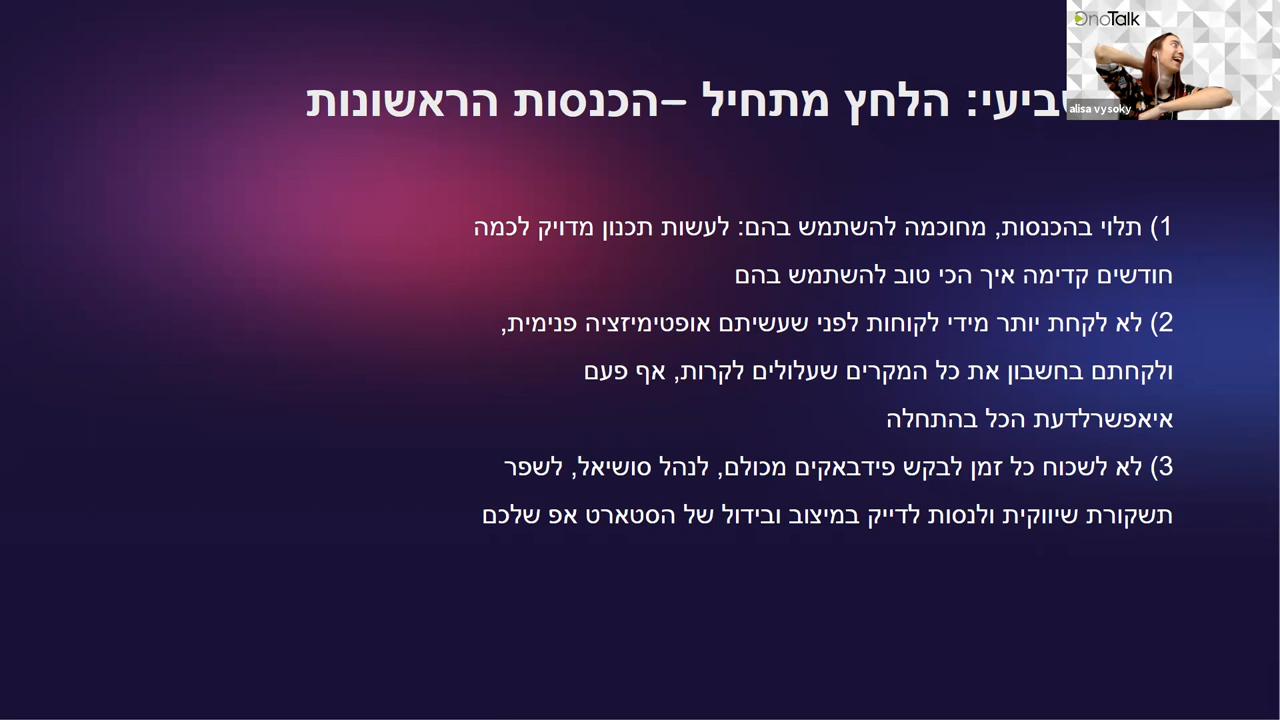 OnoTalk
alisa vysoky
שביעי: הלחץ מתחיל –הכנסות הראשונות
1) תלוי בהכנסות, מחוכמה להשתמש בהם: לעשות תכנון מדויק לכמה
חודשים קדימה איך הכי טוב להשתמש בהם
2) לא לקחת יותר מידי לקוחות לפני שעשיתם אופטימיזציה פנימית,
ולקחתם בחשבון את כל המקרים שעלולים לקרות, אף פעם
איאפשרלדעת הכל בהתחלה
3) לא לשכוח כל זמן לבקש פידבאקים מכולם, לנהל סושיאל, לשפר
תשקורת שיווקית ולנסות לדייק במיצוב ובידול של הסטארט אפ שלכם